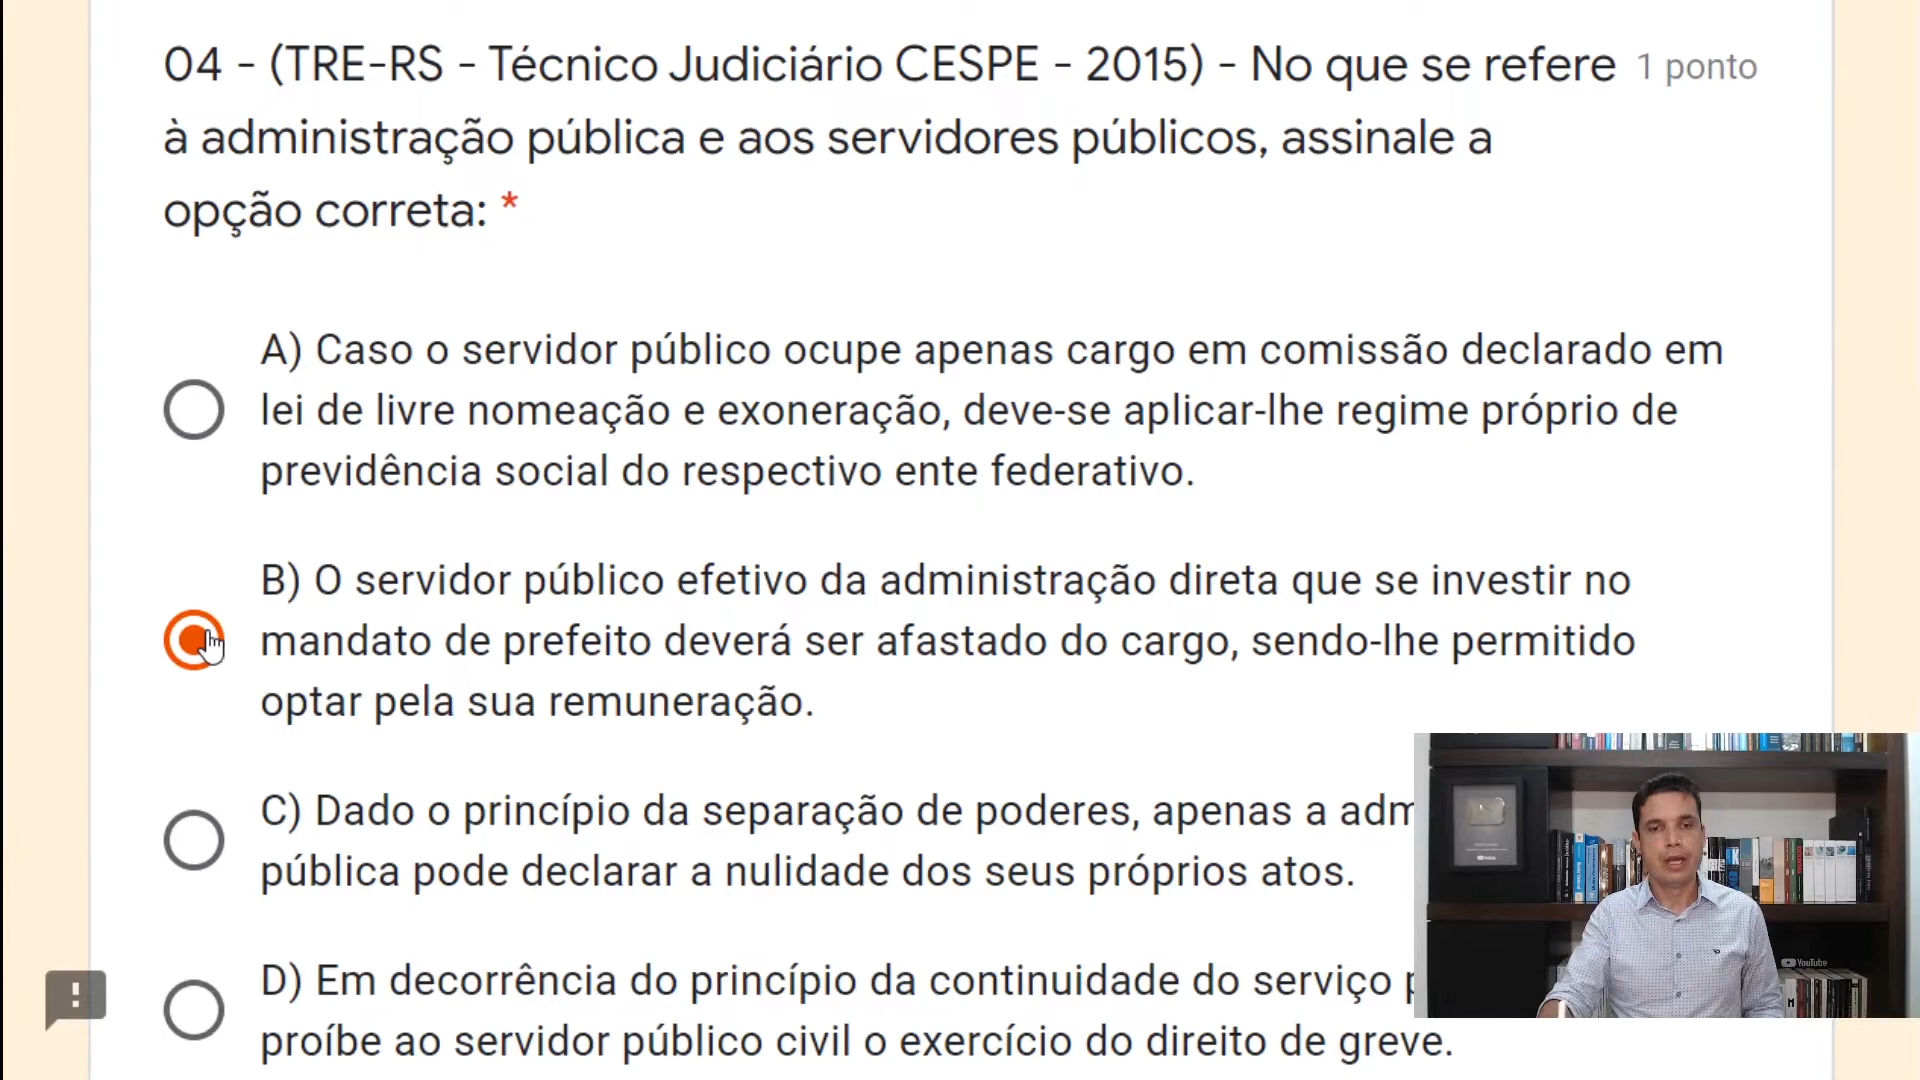 04 - (TRE-RS - Técnico Judiciário CESPE - 2015) - No que se refere 1 ponto
à administração pública e aos servidores públicos, assinale a
opção correta: *
A) Caso o servidor público ocupe apenas cargo em comissão declarado em
lei de livre nomeação e exoneração, deve-se aplicar-lhe regime próprio de
previdência social do respectivo ente federativo.
B) O servidor público efetivo da administração direta que se investir no
mandato de prefeito deverá ser afastado do cargo, sendo-lhe permitido
optar pela sua remuneração.
C) Dado o princípio da separação de poderes, apenas a adm
pública pode declarar a nulidade dos seus próprios atos.
D) Em decorrência do princípio da continuidade do serviço p
proíbe ao servidor público civil o exercício do direito de greve.
YouTube